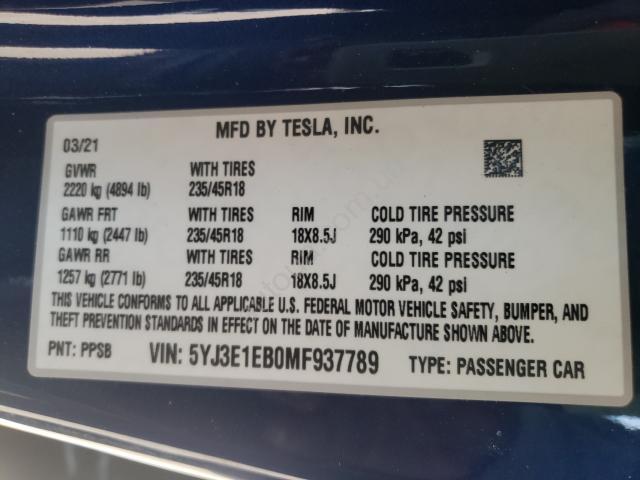 MFD BY TESLA, INC.
03/21
GVWR WITH TIRES
2220 kg (4894 lb) 235/45R18
GAWR FRT WITH TIRES RIM COLD TIRE PRESSURE
1110 kg (2447 lb) 235/45R18 18X8.5J 290 kPa, 42 psi
GAWR RR WITH TIRES RIM COLD TIRE PRESSURE
1257 kg (2771 lb) 235/45R18 18X8.5J 290 kPa, 42 psi
THIS VEHICLE CONFORMS TO ALL APPLICABLE U.S. FEDERAL MOTOR VEHICLE SAFETY, BUMPER, AND
THEFT PREVENTION STANDARDS IN EFFECT ON THE DATE OF MANUFACTURE SHOWN ABOVE.
PNT: PPSB VIN: 5YJ3E1EB0MF937789 TYPE: PASSENGER CAR